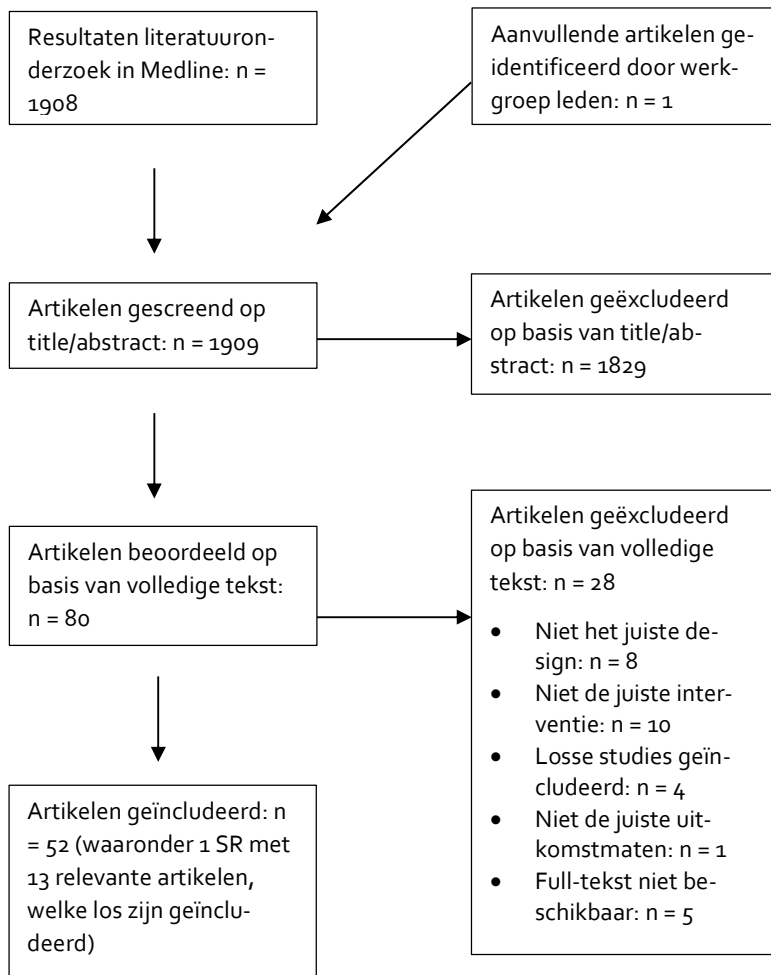 Resultaten literatuuron-
derzoek in Medline: n =
1908
Aanvullende artikelen ge-
identificeerd door werk-
groep leden: n = 1
Artikelen gescreend op
title/abstract: n = 1909
Artikelen geëxcludeerd
op basis van title/ab-
stract: n = 1829
Artikelen beoordeeld op
basis van volledige tekst:
n = 80
Artikelen geëxcludeerd
op basis van volledige
tekst: n = 28
• Niet het juiste de-
sign: n = 8
• Niet de juiste inter-
ventie: n = 10
• Losse studies geïn-
cludeerd: n = 4
• Niet de juiste uit-
komstmaten: n = 1
• Full-tekst niet be-
schikbaar: n = 5
Artikelen geïncludeerd: n
= 52 (waaronder 1 SR met
13 relevante artikelen,
welke los zijn geïnclu-
deerd)